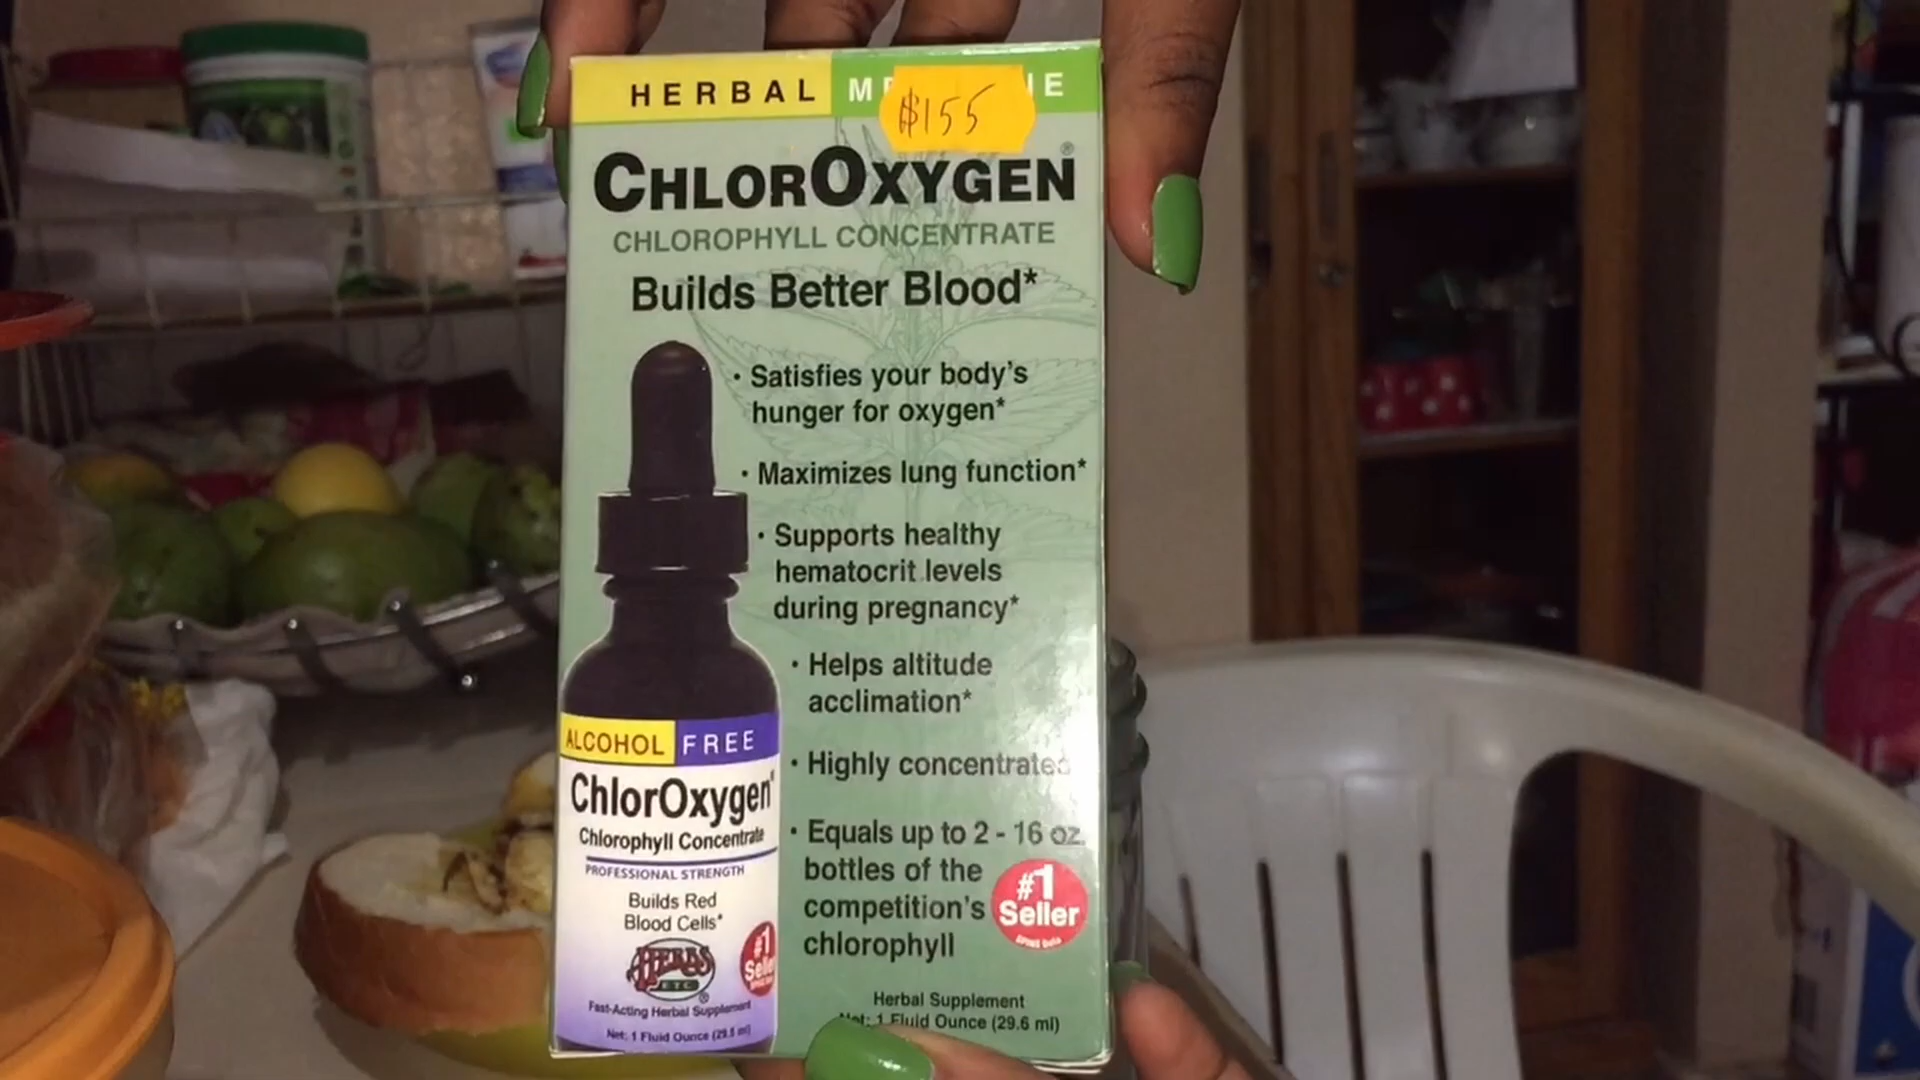 HERBAL
$155
CHLOROXYGEN®
CHLOROPHYLL CONCENTRATE
Builds Better Blood*
• Satisfies your body's
hunger for oxygen*
• Maximizes lung function*
• Supports healthy
hematocrit levels
during pregnancy*
• Helps altitude
acclimation*
• Highly concentrated
• Equals up to 2 - 16 oz.
bottles of the
competition's
chlorophyll
#1
Seller
Herbal Supplement
Net: 1 Fluid Ounce (29.6 ml)
ALCOHOL FREE
ChlorOxygen®
Chlorophyll Concentrate
PROFESSIONAL STRENGTH
Builds Red
Blood Cells*
HERBS
ETC
®
#1
Seller
Fast-Acting Herbal Supplement
Net: 1 Fluid Ounce